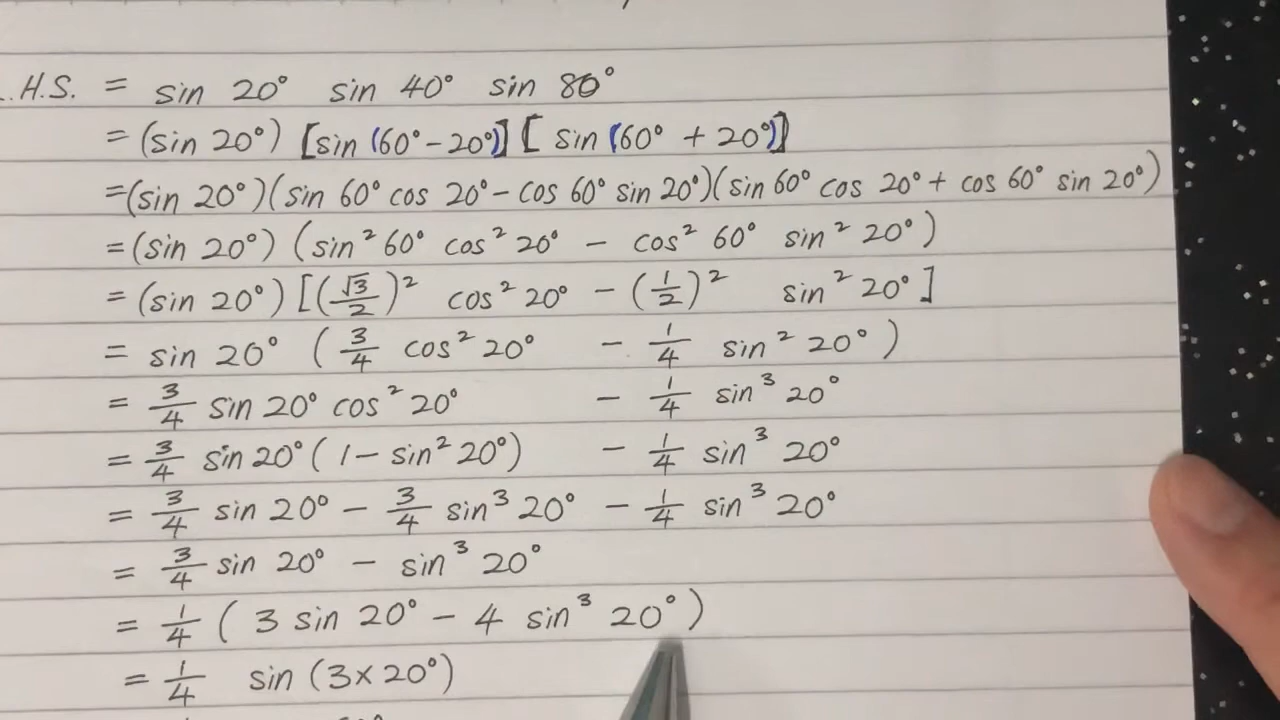 .H.S. = sin 20° sin 40° sin 80°
= (sin 20°) [sin (60° - 20°)] [ sin (60° + 20°)]
= (sin 20°)(sin 60° cos 20° - cos 60° sin 20°)(sin 60° cos 20° + cos 60° sin 20°)
= (sin 20°) (sin² 60° cos² 20° - cos² 60° sin² 20°)
= (sin 20°) [(√3/2)² cos² 20° - (1/2)² sin² 20°]
= sin 20° (3/4 cos² 20° - 1/4 sin² 20°)
= 3/4 sin 20° cos² 20° - 1/4 sin³ 20°
= 3/4 sin 20° (1 - sin² 20°) - 1/4 sin³ 20°
= 3/4 sin 20° - 3/4 sin³ 20° - 1/4 sin³ 20°
= 3/4 sin 20° - sin³ 20°
= 1/4 (3 sin 20° - 4 sin³ 20°)
= 1/4 sin (3 × 20°)